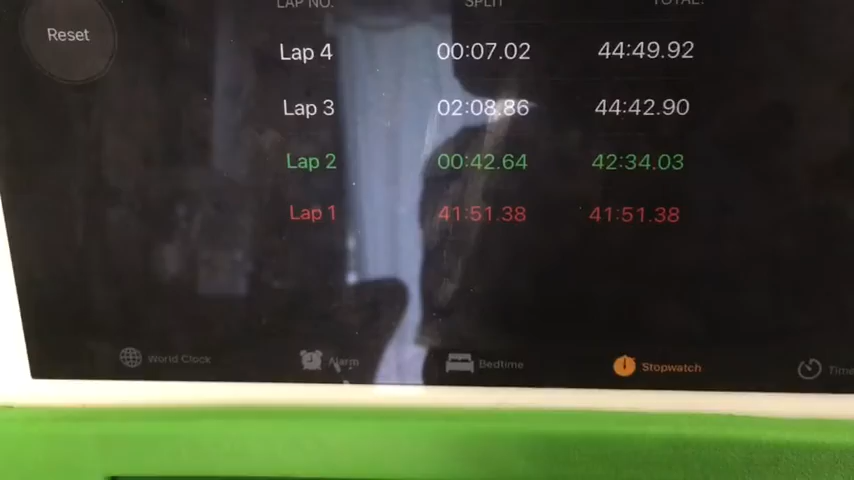 LAP NO. SPLIT TOTAL
Reset
Lap 4 00:07.02 44:49.92
Lap 3 02:08.86 44:42.90
Lap 2 00:42.64 42:34.03
Lap 1 41:51.38 41:51.38
World Clock Alarm Bedtime Stopwatch